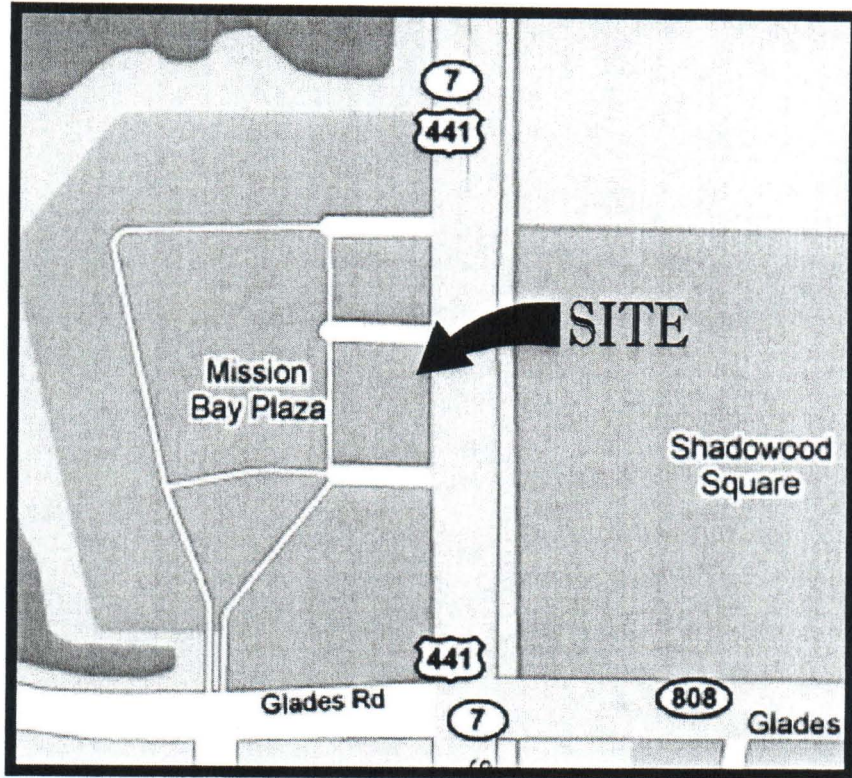 7
441
SITE
Mission
Bay Plaza
Shadowood
Square
441
Glades Rd
7
808
Glades